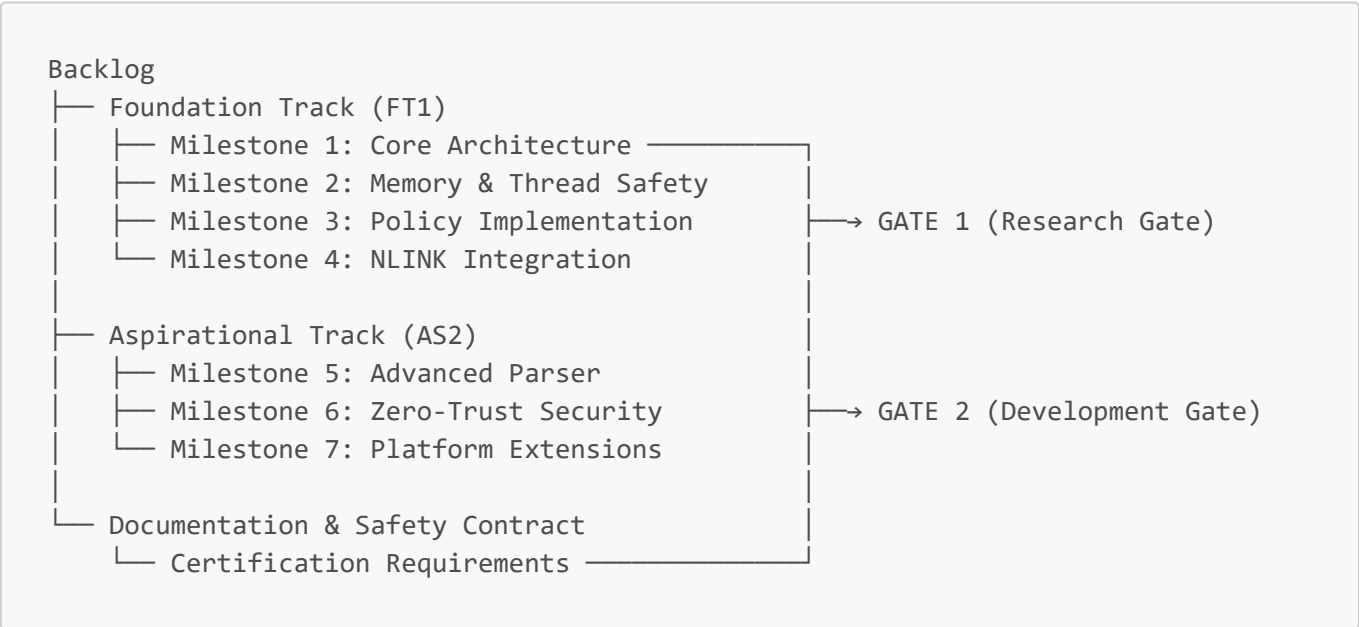 Backlog
├── Foundation Track (FT1)
│   ├── Milestone 1: Core Architecture ──────────┐
│   ├── Milestone 2: Memory & Thread Safety      │
│   ├── Milestone 3: Policy Implementation       ├──→ GATE 1 (Research Gate)
│   └── Milestone 4: NLINK Integration           │
│                                                │
├── Aspirational Track (AS2)                     │
│   ├── Milestone 5: Advanced Parser             │
│   ├── Milestone 6: Zero-Trust Security         ├──→ GATE 2 (Development Gate)
│   └── Milestone 7: Platform Extensions         │
│                                                │
└── Documentation & Safety Contract              │
    └── Certification Requirements ──────────────┘